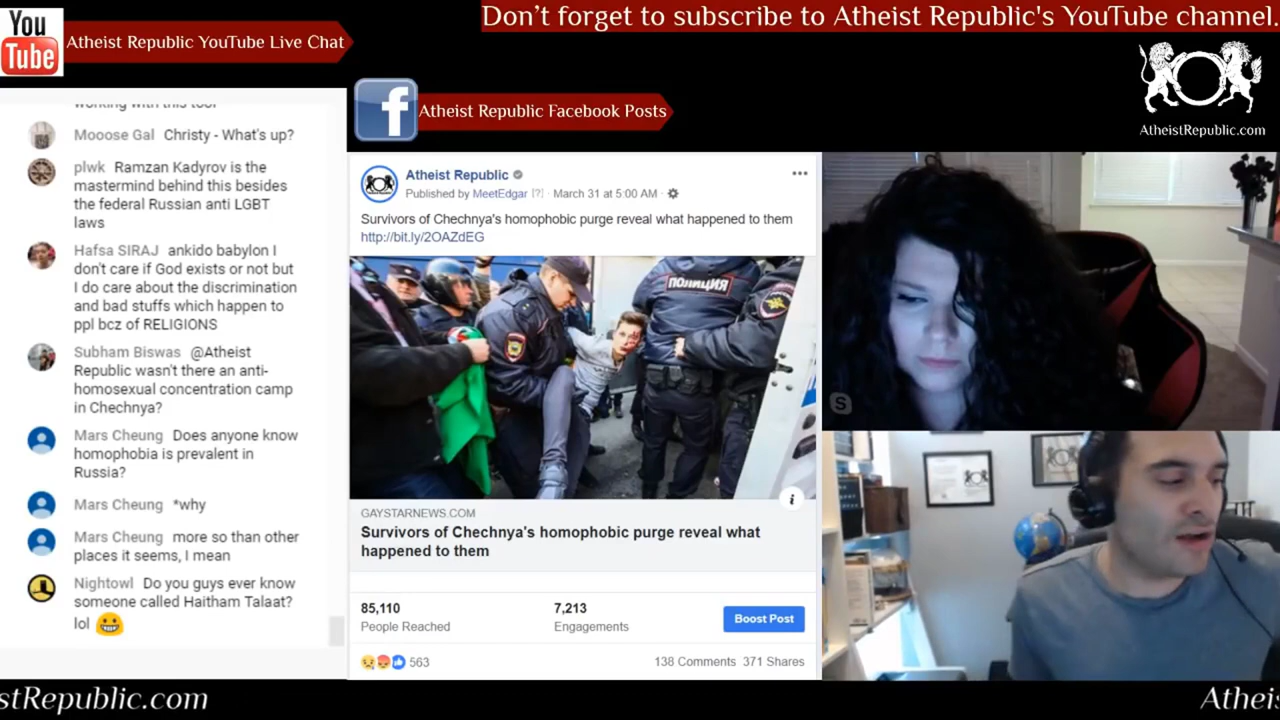 Don't forget to subscribe to Atheist Republic's YouTube channel.
You
Tube
Atheist Republic YouTube Live Chat
AtheistRepublic.com
f
Atheist Republic Facebook Posts
working with this tool
Mooose Gal Christy - What's up?
plwk Ramzan Kadyrov is the
mastermind behind this besides
the federal Russian anti LGBT
laws
Hafsa SIRAJ ankido babylon I
don't care if God exists or not but
I do care about the discrimination
and bad stuffs which happen to
ppl bcz of RELIGIONS
Subham Biswas @Atheist
Republic wasn't there an anti-
homosexual concentration camp
in Chechnya?
Mars Cheung Does anyone know
homophobia is prevalent in
Russia?
Mars Cheung *why
Mars Cheung more so than other
places it seems, I mean
Nightowl Do you guys ever know
someone called Haitham Talaat?
lol
Atheist Republic
Published by MeetEdgar [?] · March 31 at 5:00 AM ·
Survivors of Chechnya's homophobic purge reveal what happened to them
http://bit.ly/2OAZdEG
ПОЛИЦИЯ
GAYSTARNEWS.COM
Survivors of Chechnya's homophobic purge reveal what
happened to them
85,110
People Reached
7,213
Engagements
Boost Post
563
138 Comments 371 Shares
stRepublic.com
Atheis